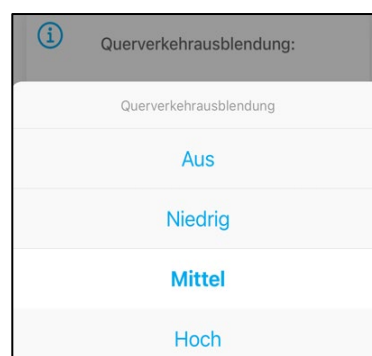 Querverkehrausblendung:
Querverkehrausblendung
Aus
Niedrig
Mittel
Hoch